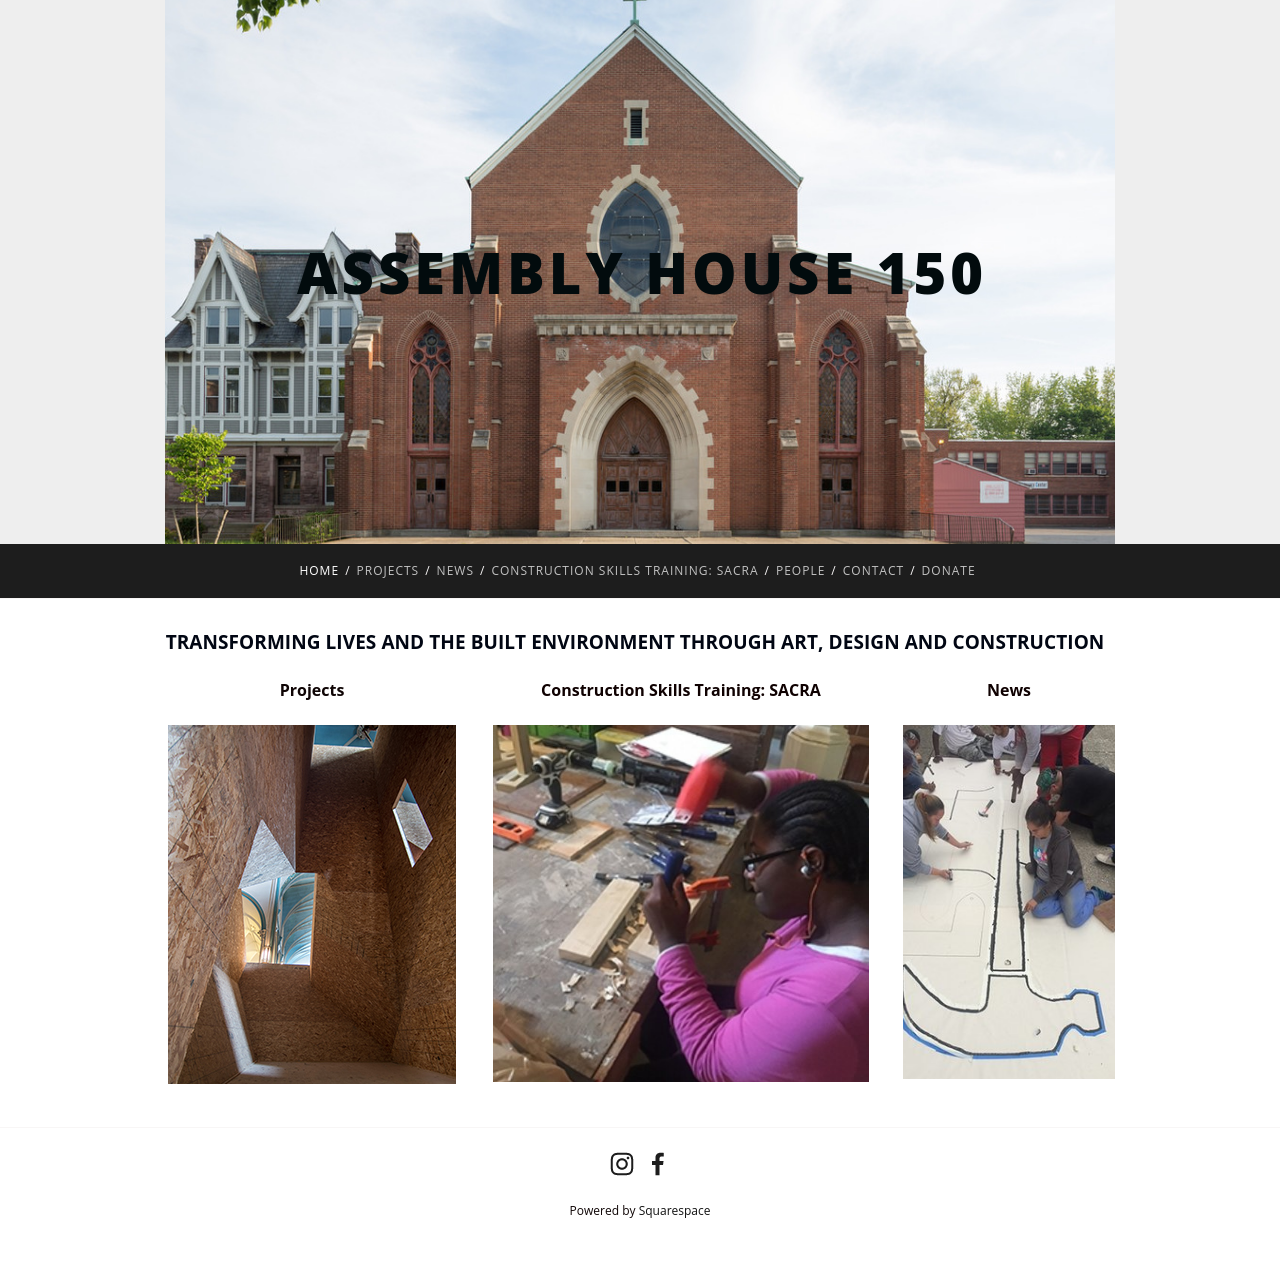 ASSEMBLY HOUSE 150
HOME / PROJECTS / NEWS / CONSTRUCTION SKILLS TRAINING: SACRA / PEOPLE / CONTACT / DONATE
TRANSFORMING LIVES AND THE BUILT ENVIRONMENT THROUGH ART, DESIGN AND CONSTRUCTION
Projects
Construction Skills Training: SACRA
News
Powered by Squarespace